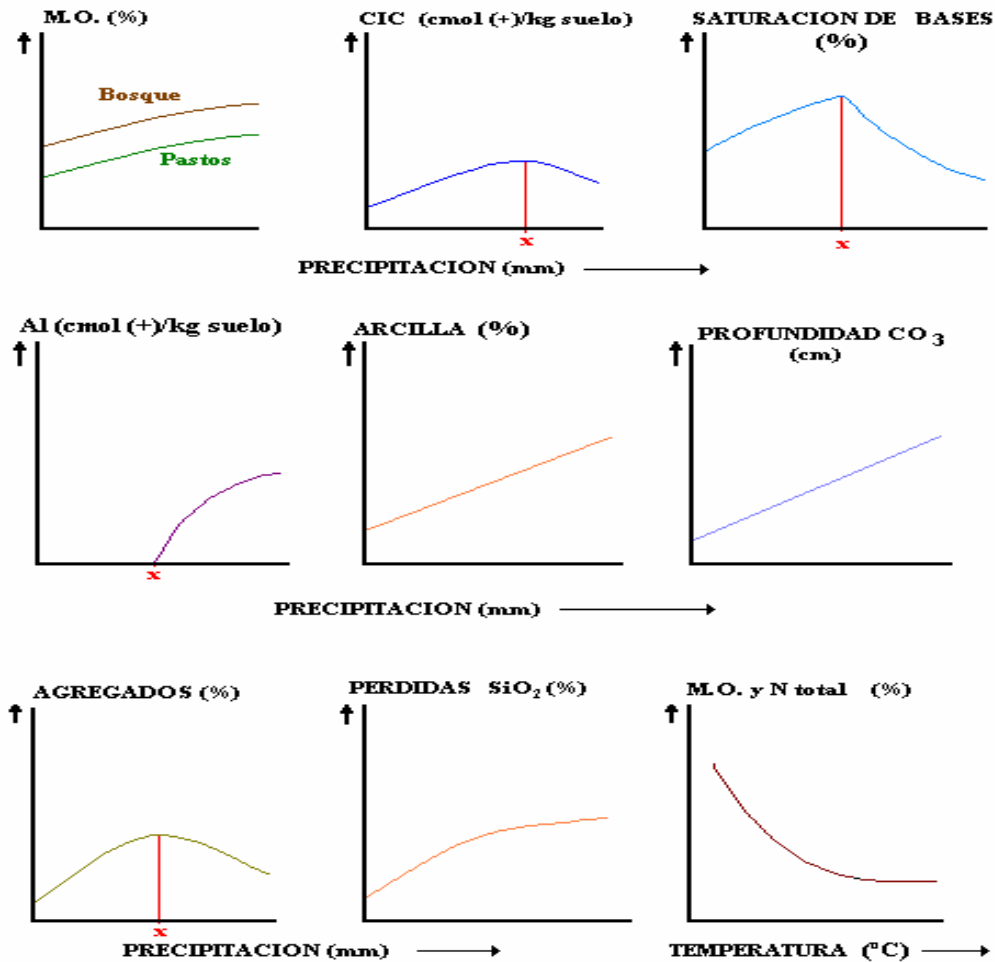 M.O. (%)
CIC (cmol (+)/kg suelo)
SATURACION DE BASES
(%)
Bosque
Pastos
x
x
PRECIPITACION (mm)
Al (cmol (+)/kg suelo)
ARCILLA (%)
PROFUNDIDAD CO3
(cm)
x
PRECIPITACION (mm)
AGREGADOS (%)
PERDIDAS SiO2 (%)
M.O. y N total (%)
x
PRECIPITACION (mm)
TEMPERATURA (ºC)